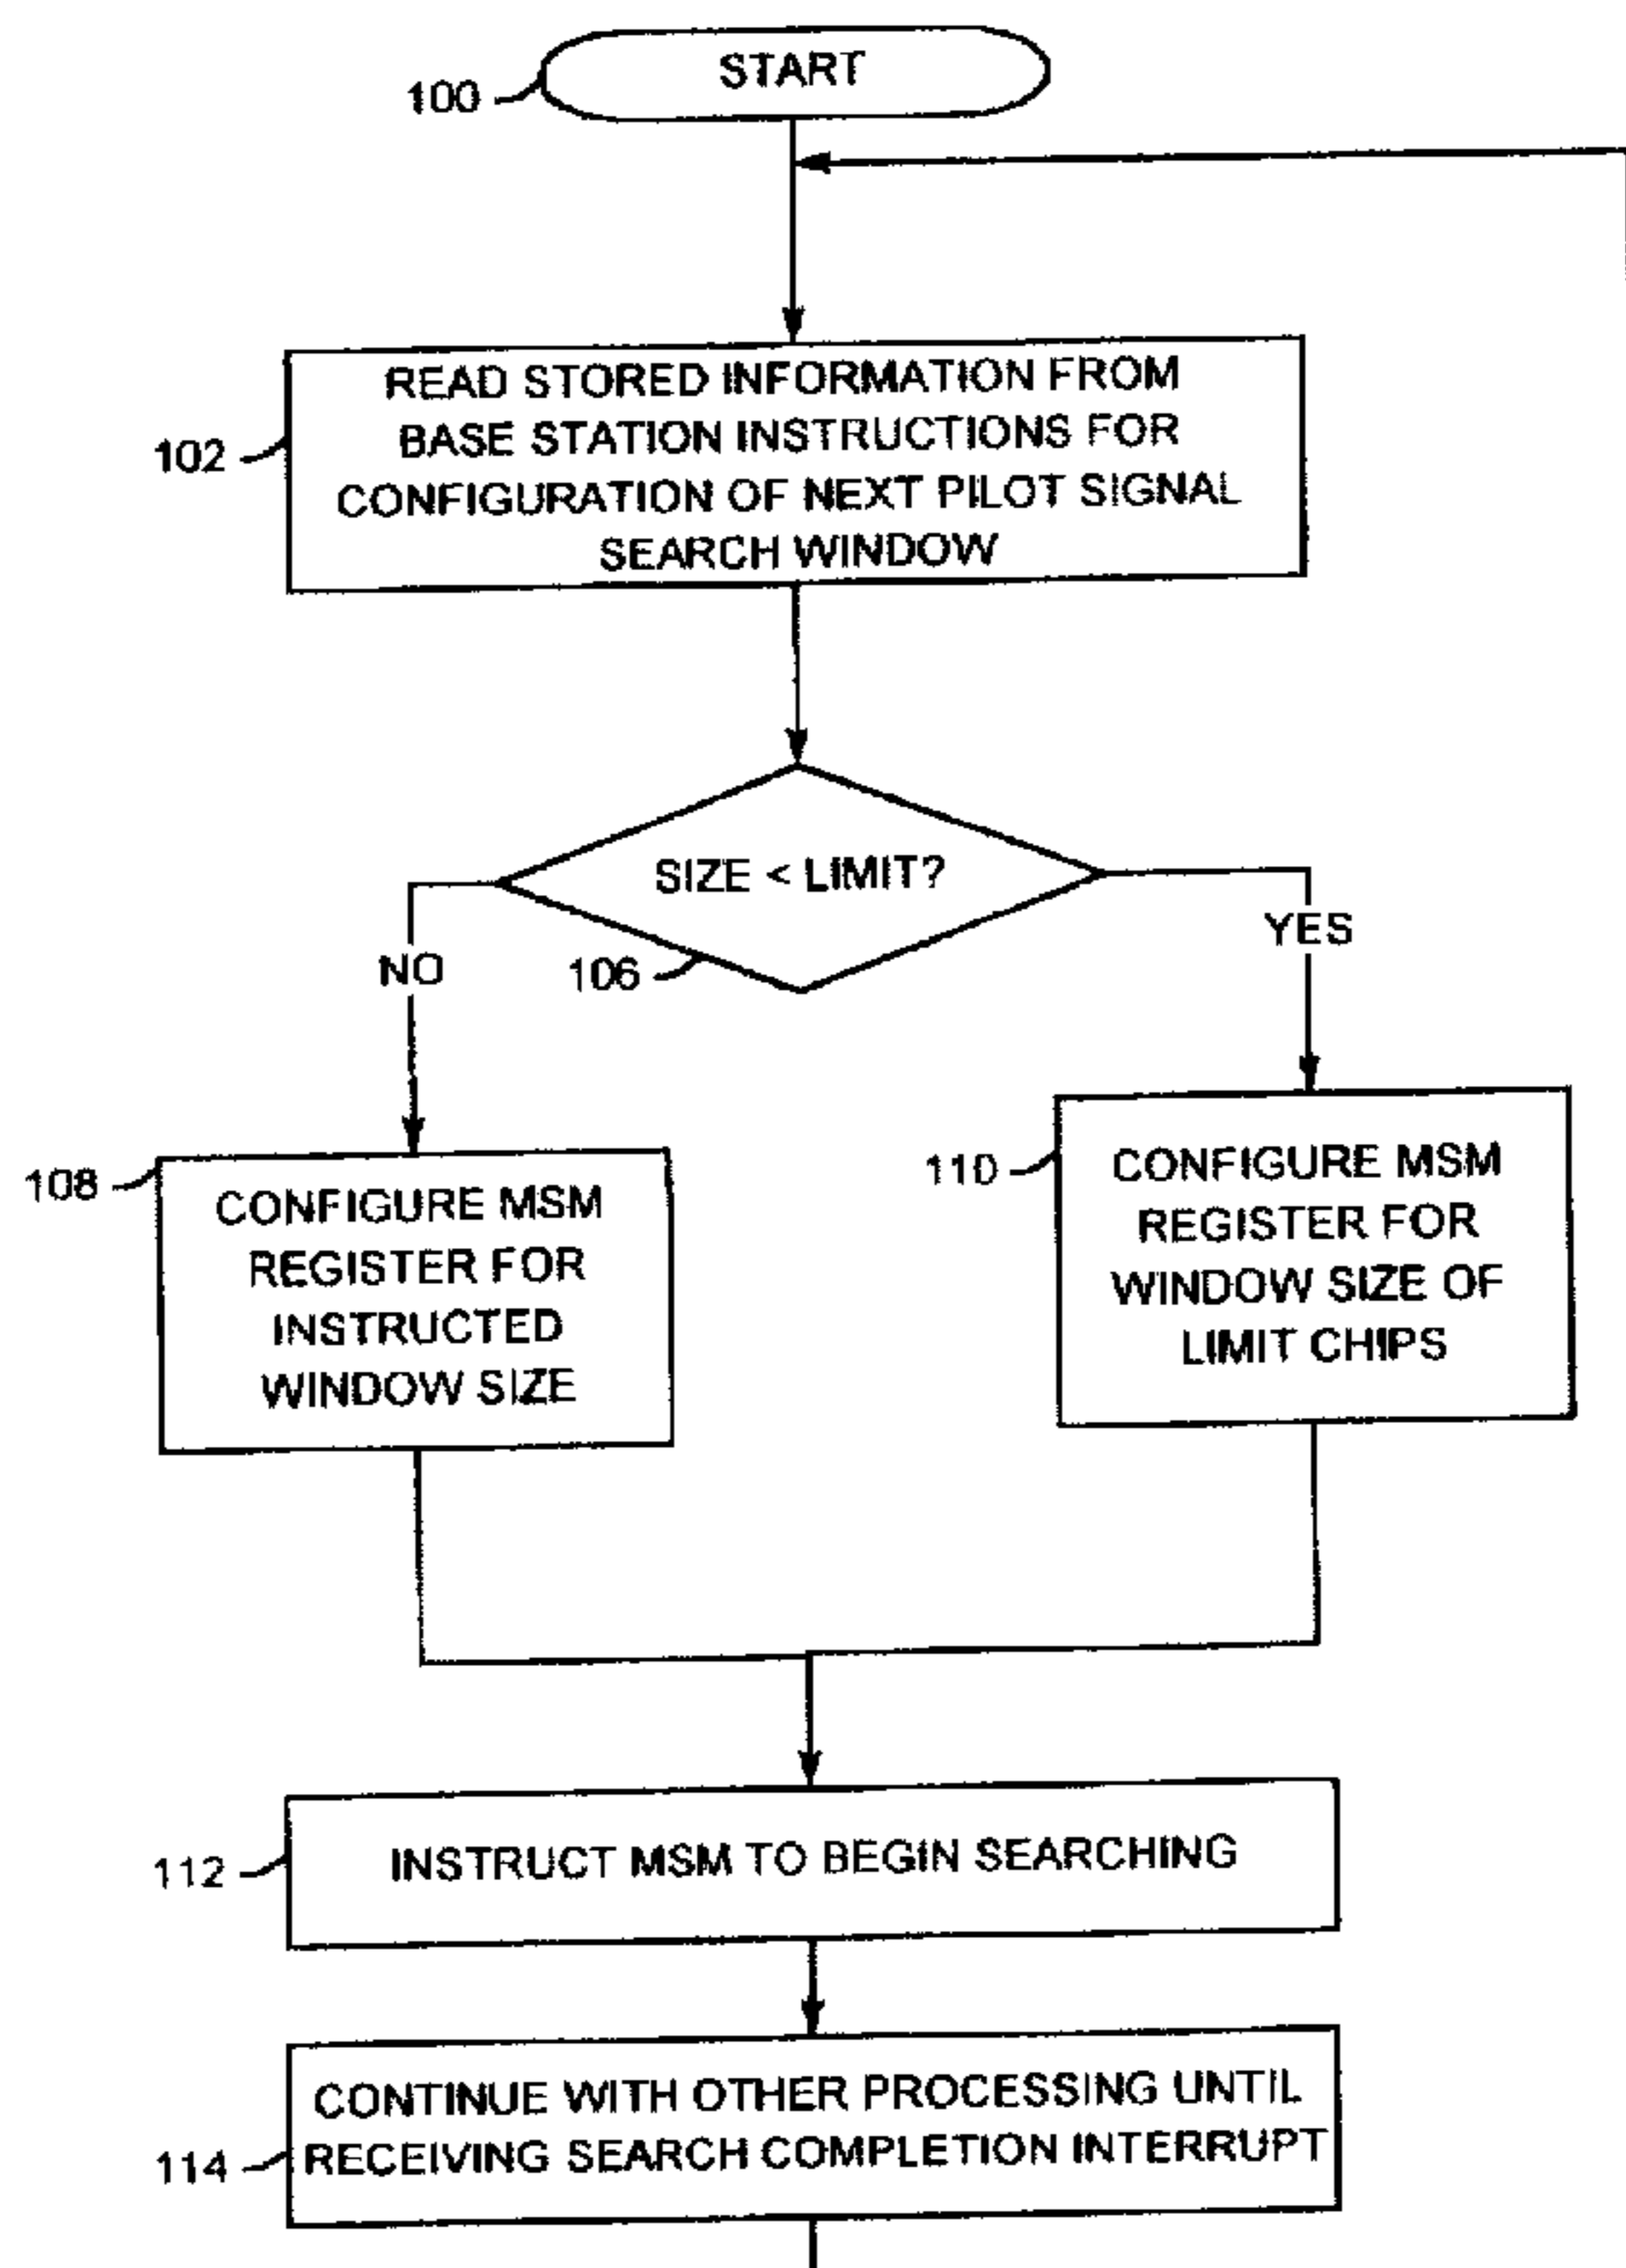 START
100
READ STORED INFORMATION FROM
BASE STATION INSTRUCTIONS FOR
CONFIGURATION OF NEXT PILOT SIGNAL
SEARCH WINDOW
102
SIZE < LIMIT?
106
NO
YES
108
CONFIGURE MSM
REGISTER FOR
INSTRUCTED
WINDOW SIZE
110
CONFIGURE MSM
REGISTER FOR
WINDOW SIZE OF
LIMIT CHIPS
112
INSTRUCT MSM TO BEGIN SEARCHING
114
CONTINUE WITH OTHER PROCESSING UNTIL
RECEIVING SEARCH COMPLETION INTERRUPT